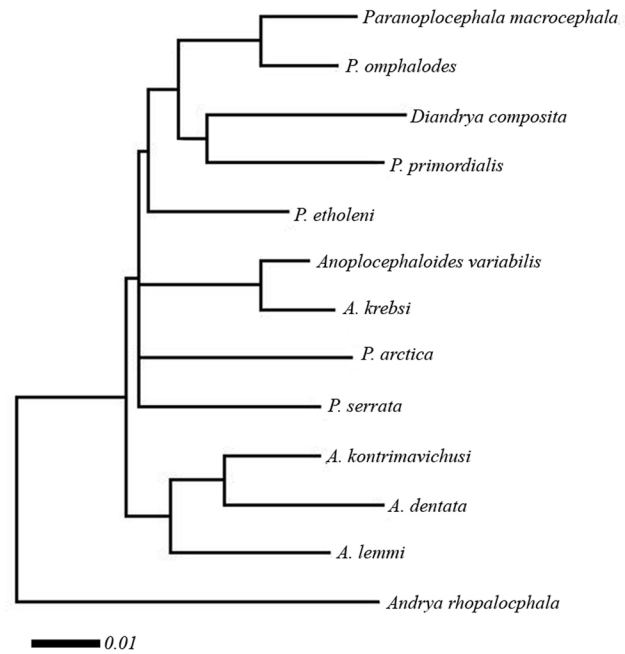 Paranoplocephala macrocephala
P. omphalodes
Diandrya composita
P. primordialis
P. etholeni
Anoplocephaloides variabilis
A. krebsi
P. arctica
P. serrata
A. kontrimavichusi
A. dentata
A. lemmi
Andrya rhopalocphala
0.01